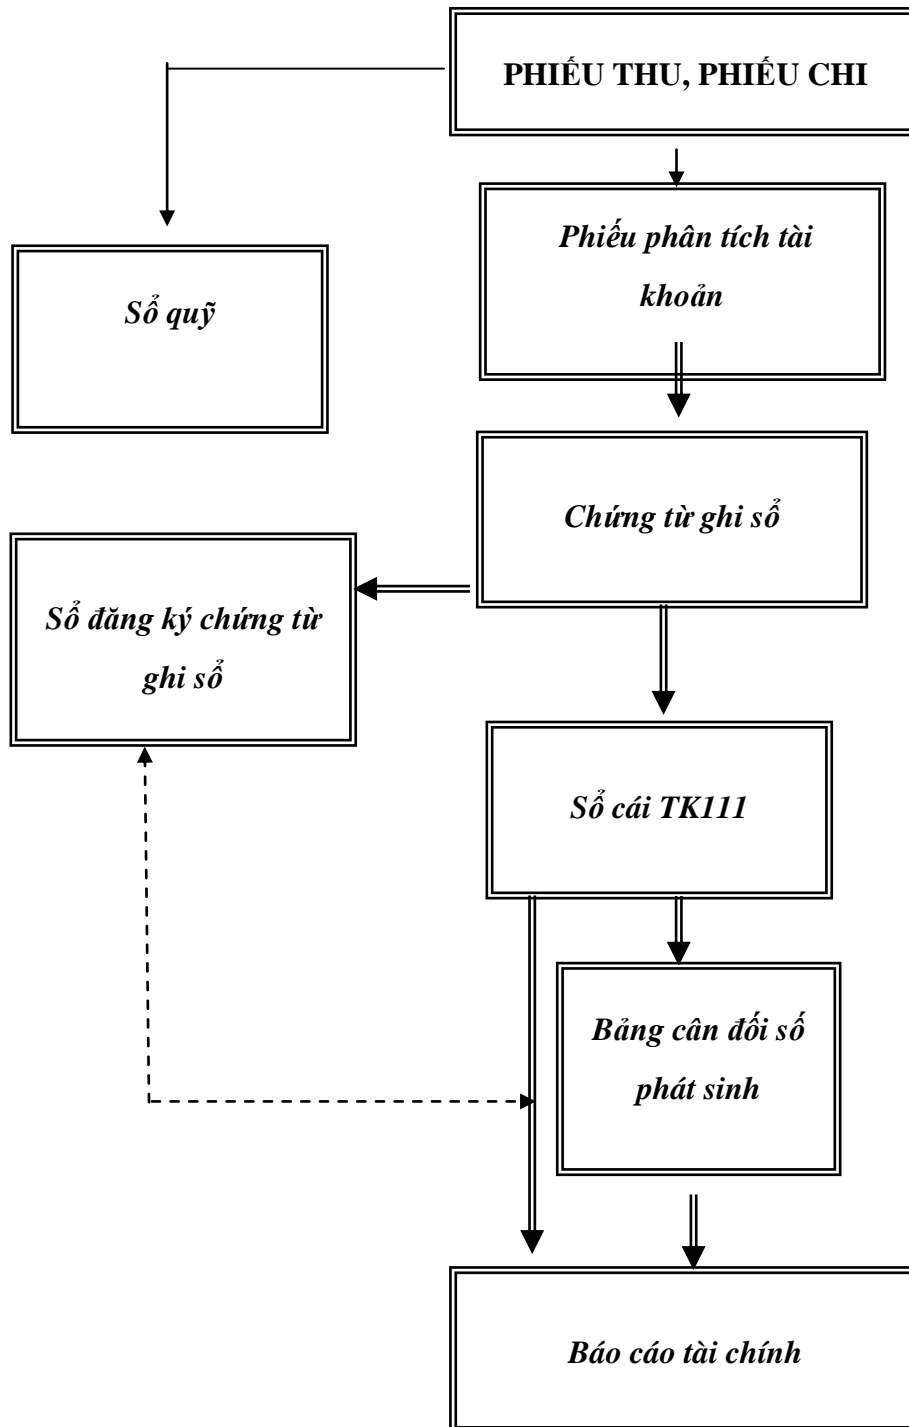 PHIẾU THU, PHIẾU CHI
Phiếu phân tích tài
khoản
Sổ quỹ
Chứng từ ghi sổ
Sổ đăng ký chứng từ
ghi sổ
Sổ cái TK111
Bảng cân đối số
phát sinh
Báo cáo tài chính